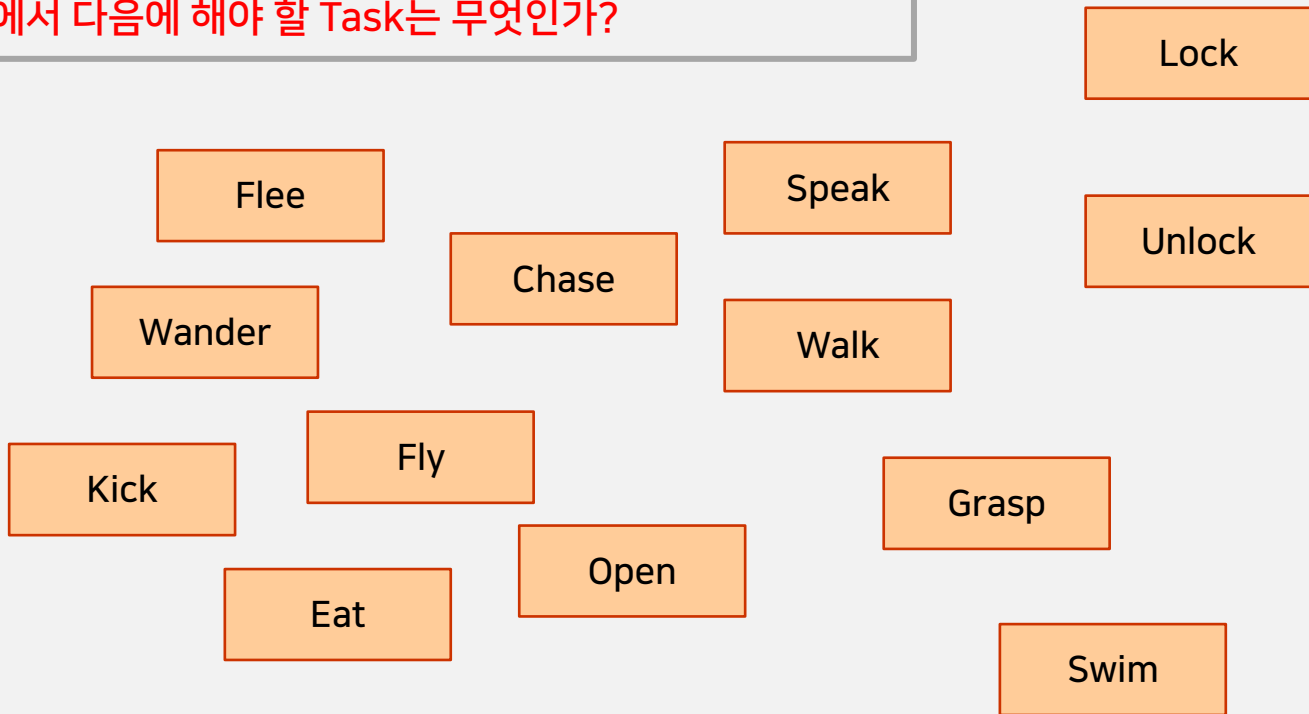 에서 다음에 해야 할 Task는 무엇인가?
Lock
Flee
Speak
Unlock
Chase
Wander
Walk
Fly
Kick
Grasp
Open
Eat
Swim